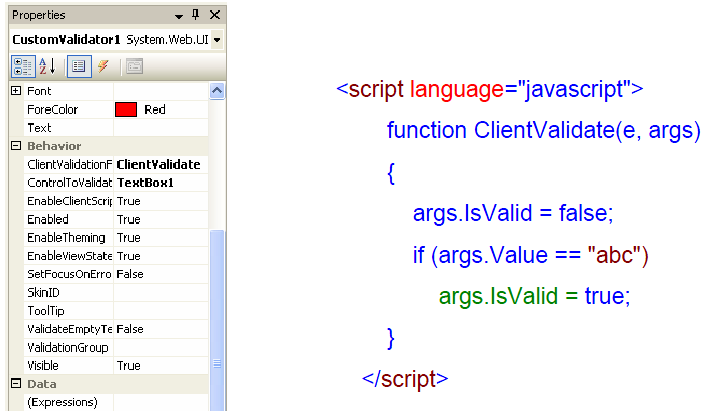 Properties
CustomValidator1 System.Web.UI
Font
ForeColor Red
Text
Behavior
ClientValidationF ClientValidate
ControlToValidat TextBox1
EnableClientScrip True
Enabled True
EnableTheming True
EnableViewState True
SetFocusOnErro False
SkinID
ToolTip
ValidateEmptyTe False
ValidationGroup
Visible True
Data
(Expressions)
<script language="javascript">
function ClientValidate(e, args)
{
args.IsValid = false;
if (args.Value == "abc")
args.IsValid = true;
}
</script>